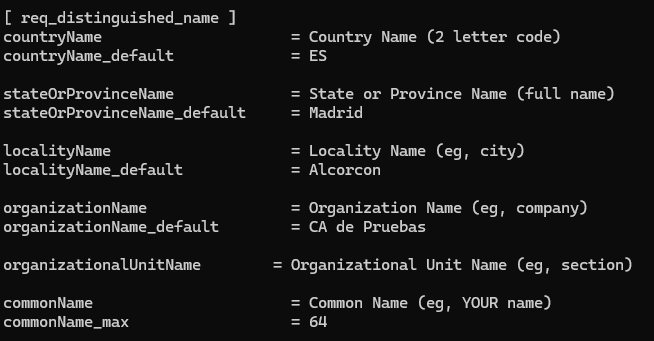 [ req_distinguished_name ]
countryName                     = Country Name (2 letter code)
countryName_default             = ES

stateOrProvinceName             = State or Province Name (full name)
stateOrProvinceName_default     = Madrid

localityName                    = Locality Name (eg, city)
localityName_default            = Alcorcon

organizationName                = Organization Name (eg, company)
organizationName_default        = CA de Pruebas

organizationalUnitName        = Organizational Unit Name (eg, section)

commonName                      = Common Name (eg, YOUR name)
commonName_max                  = 64